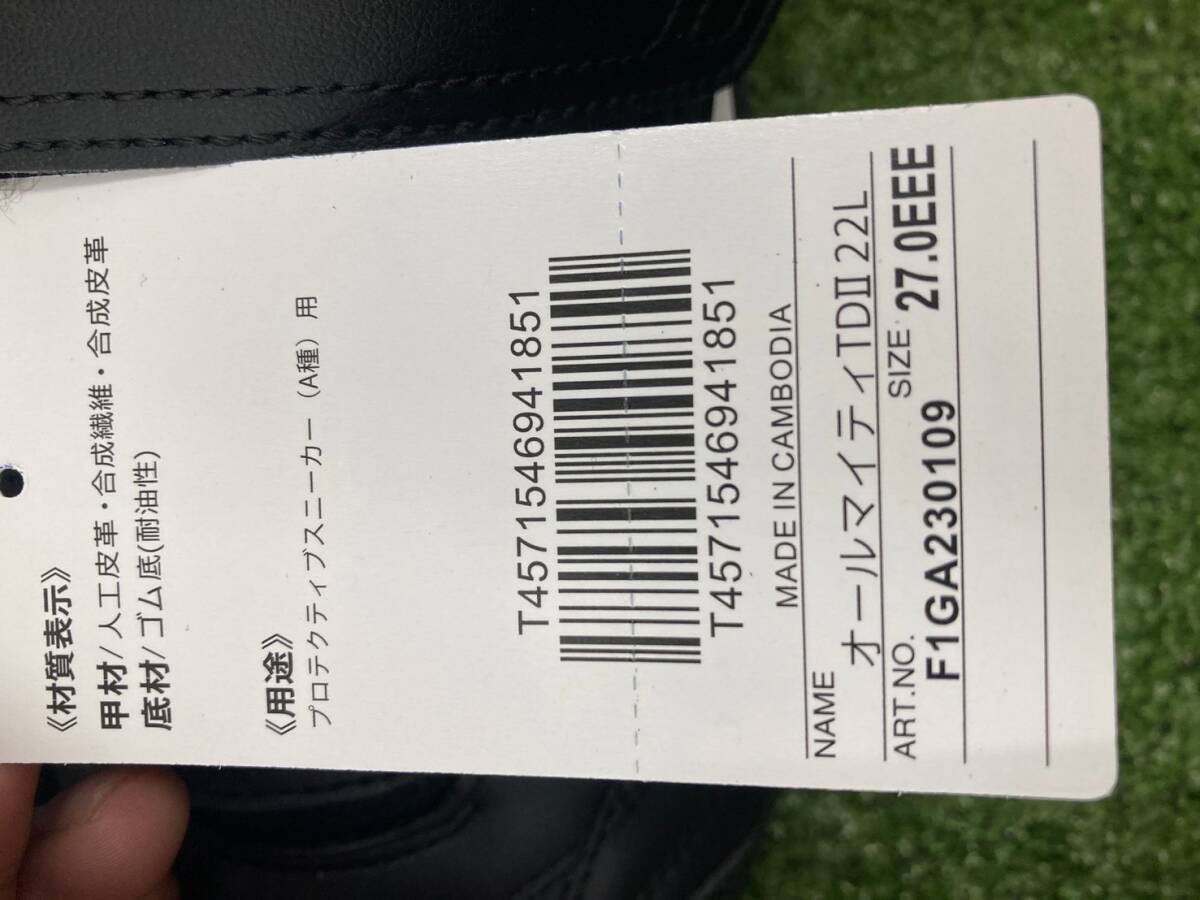 《材質表示》
甲材/人工皮革・合成繊維・合成皮革
底材/ゴム底(耐油性)
《用途》
プロテクティブスニーカー（A種）用
T4571546941851
T4571546941851
MADE IN CAMBODIA
NAME
オールマイティTDⅡ22L
ART.NO. SIZE
F1GA230109 27.0EEE